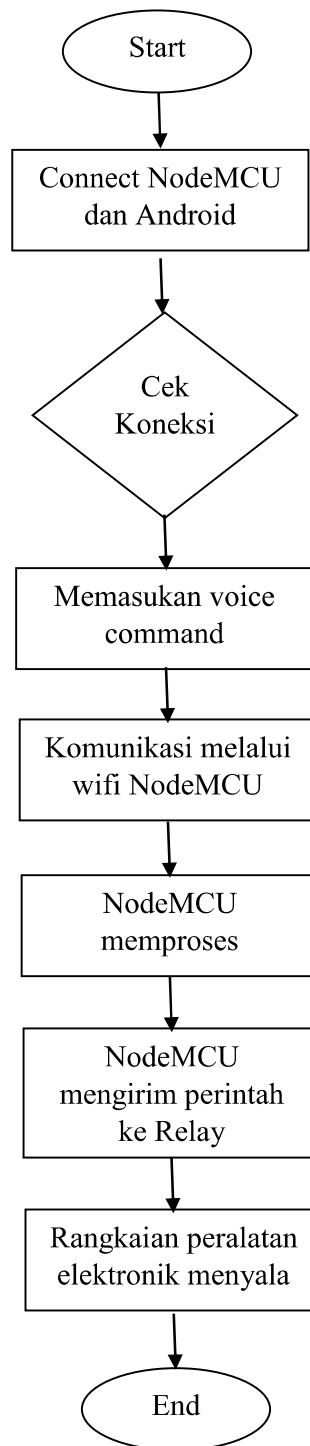 Start
Connect NodeMCU
dan Android
Cek
Koneksi
Memasukan voice
command
Komunikasi melalui
wifi NodeMCU
NodeMCU
memproses
NodeMCU
mengirim perintah
ke Relay
Rangkaian peralatan
elektronik menyala
End